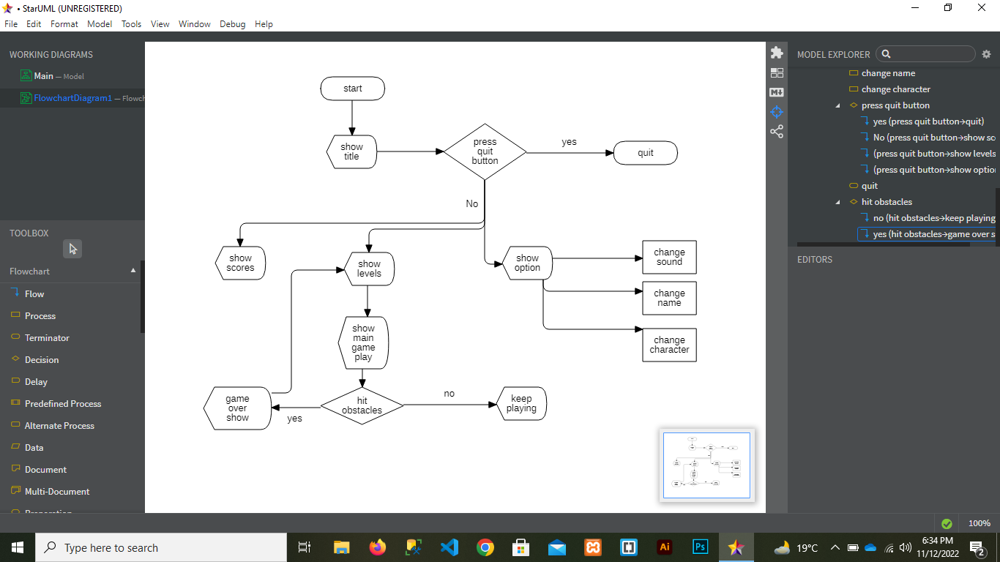 • StarUML (UNREGISTERED)
File Edit Format Model Tools View Window Debug Help
WORKING DIAGRAMS
Main — Model
FlowchartDiagram1 — Flowch
TOOLBOX
Flowchart
Flow
Process
Terminator
Decision
Delay
Predefined Process
Alternate Process
Data
Document
Multi-Document
Preparation
start
show
title
press
quit
button
yes
quit
No
show
scores
show
levels
show
option
change
sound
change
name
change
character
show
main
game
play
game
over
show
yes
hit
obstacles
no
keep
playing
M↓
MODEL EXPLORER
change name
change character
press quit button
yes (press quit button→quit)
No (press quit button→show sc
(press quit button→show levels
(press quit button→show option
quit
hit obstacles
no (hit obstacles→keep playing
yes (hit obstacles→game over s
EDITORS
100%
Type here to search
Ai
Ps
19°C
6:34 PM
11/12/2022
2